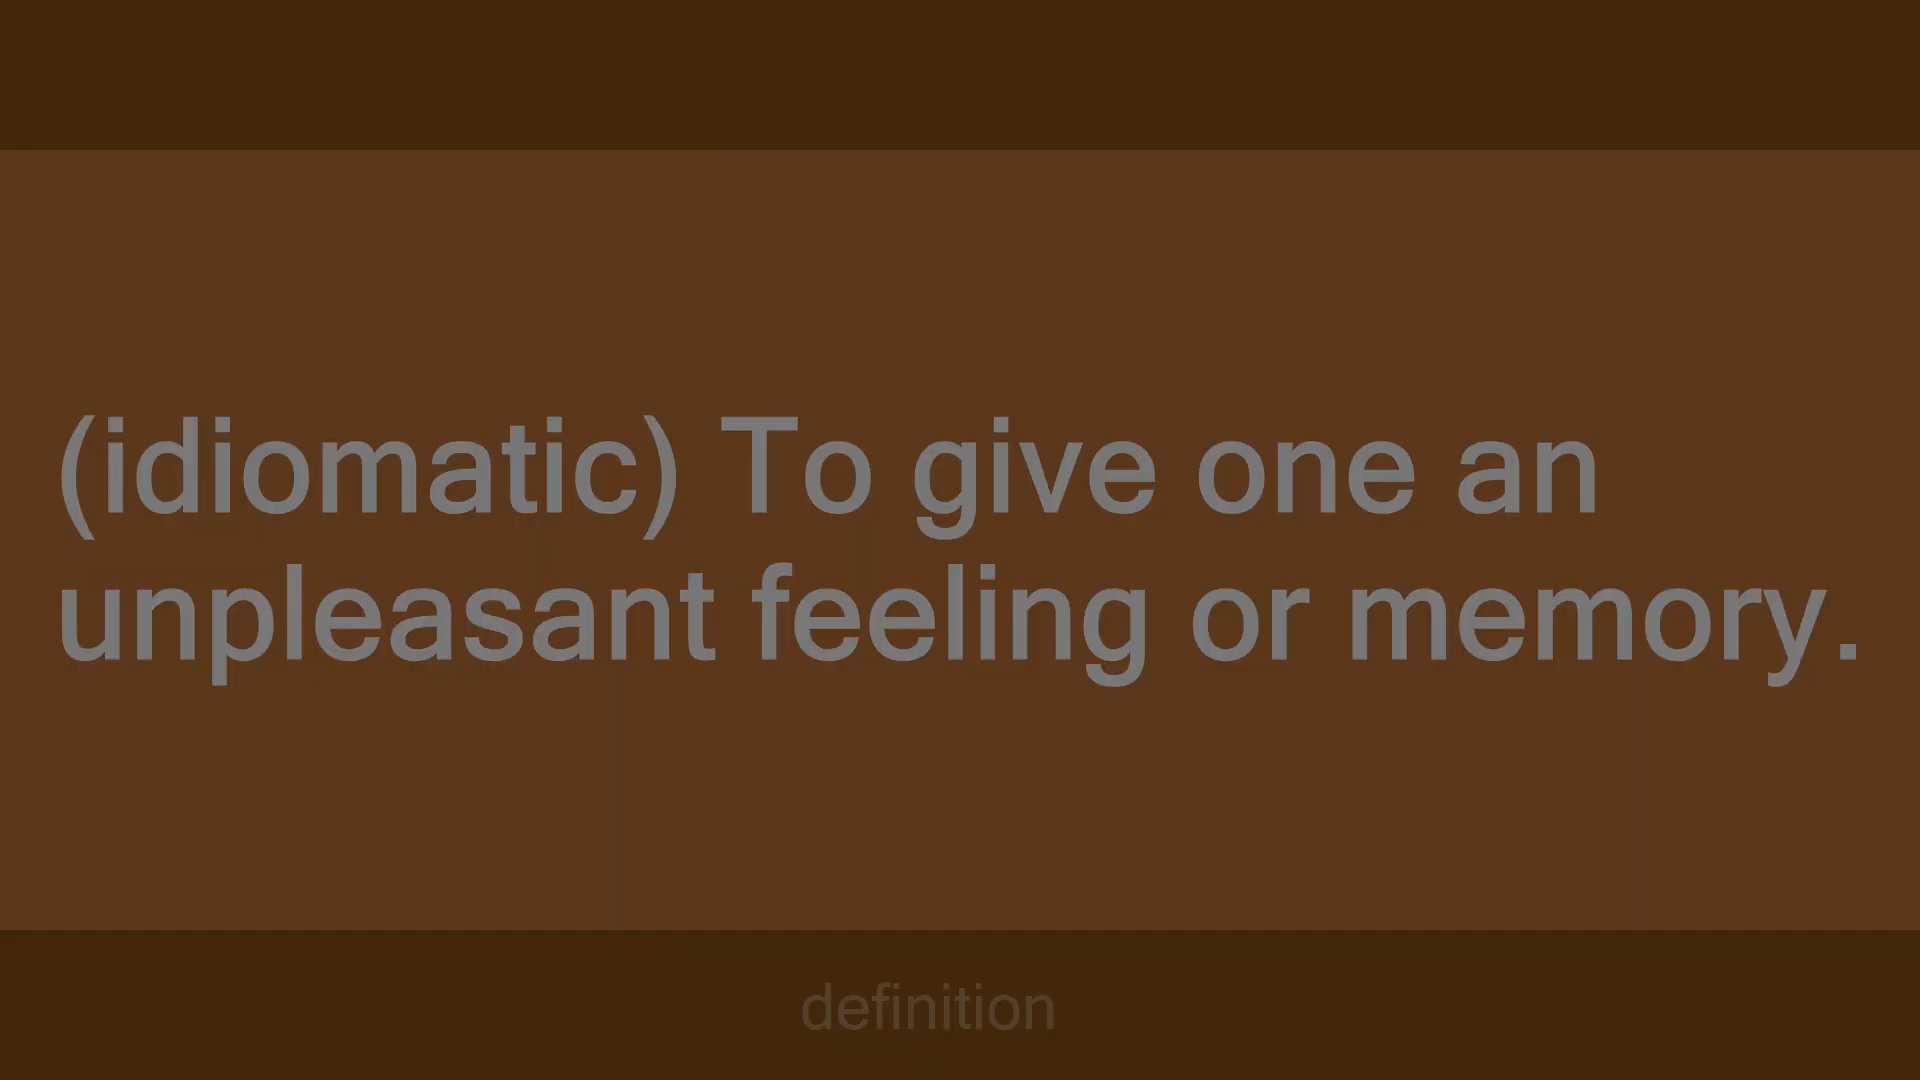 (idiomatic) To give one an
unpleasant feeling or memory.
definition